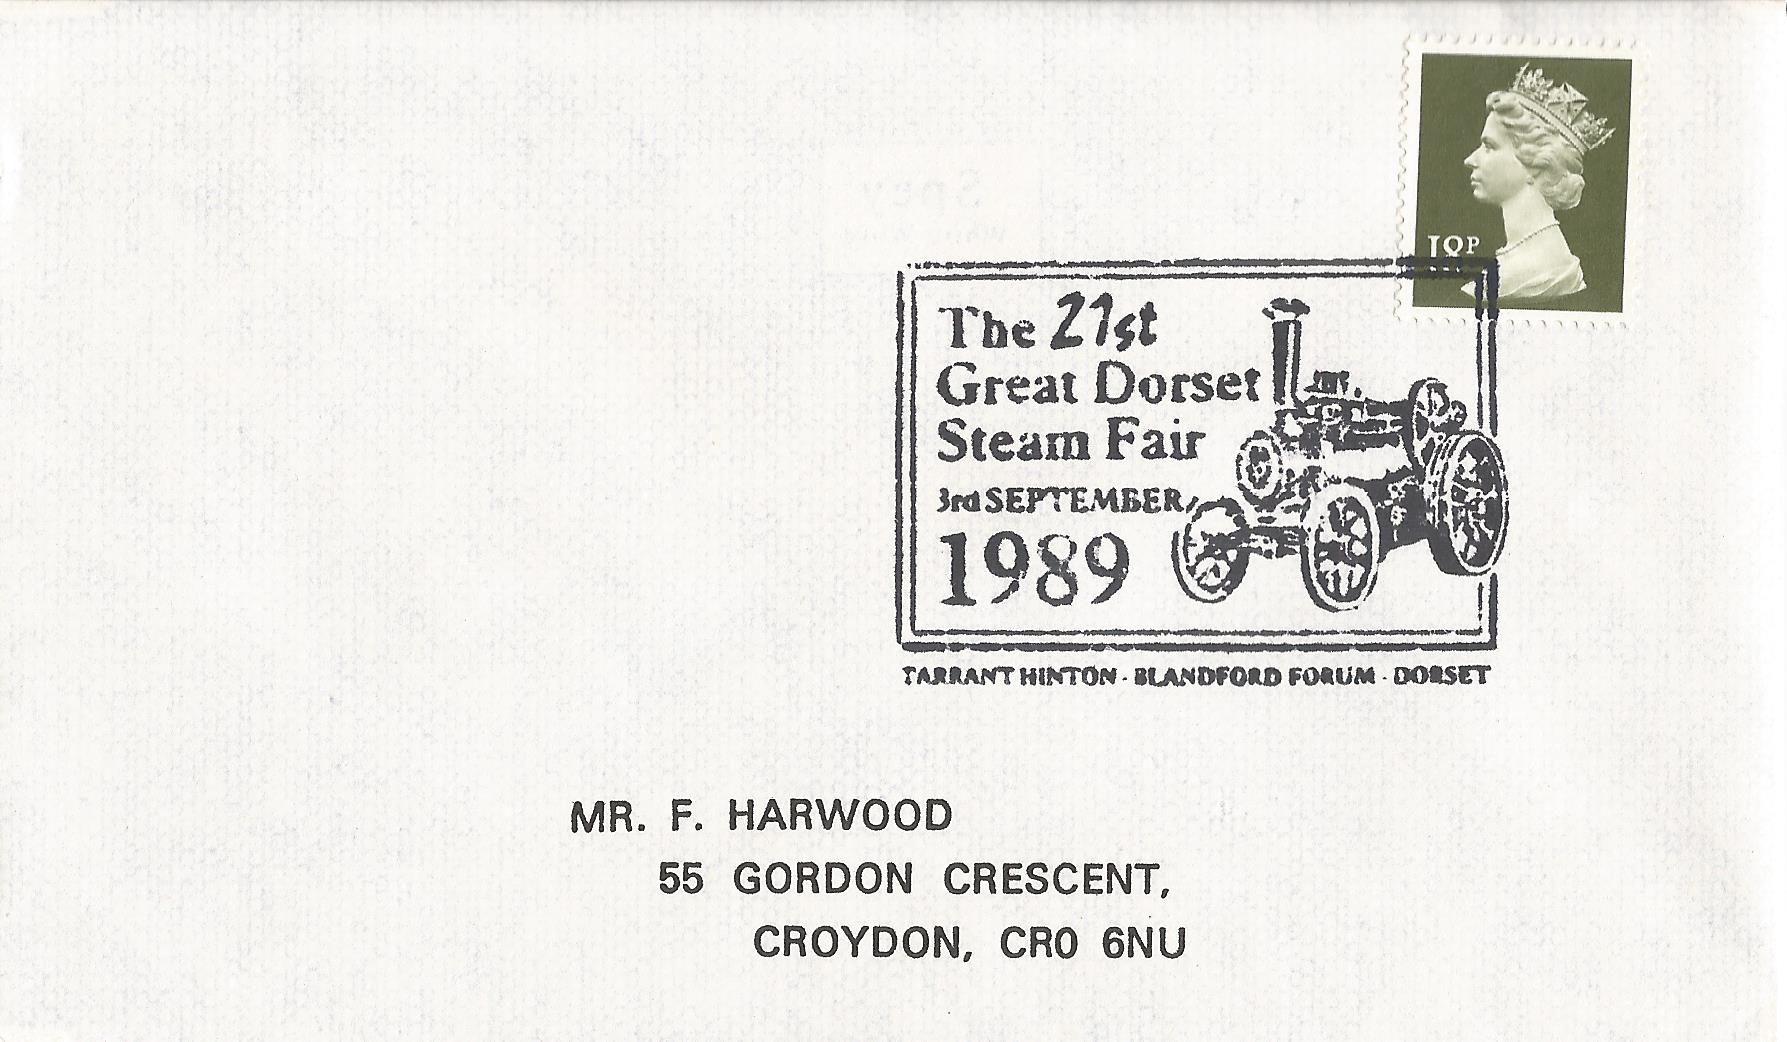 18P
The 21st
Great Dorset
Steam Fair
3rd SEPTEMBER
1989
TARRANT HINTON · BLANDFORD FORUM · DORSET
MR. F. HARWOOD
55 GORDON CRESCENT,
CROYDON, CR0 6NU